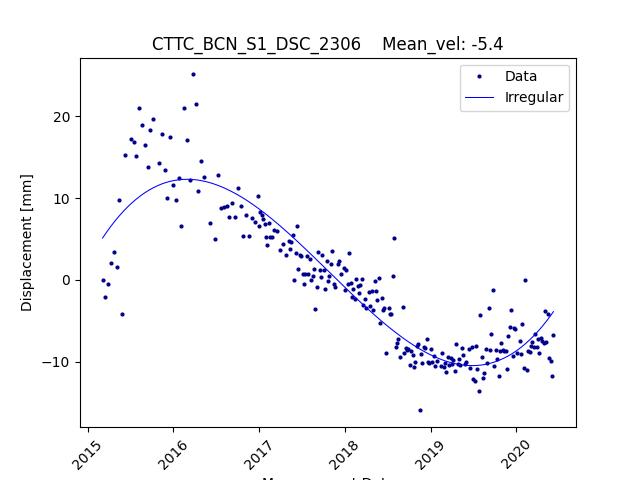 CTTC_BCN_S1_DSC_2306    Mean_vel: -5.4
Data
Irregular
Displacement [mm]
20
10
0
−10
2015
2016
2017
2018
2019
2020